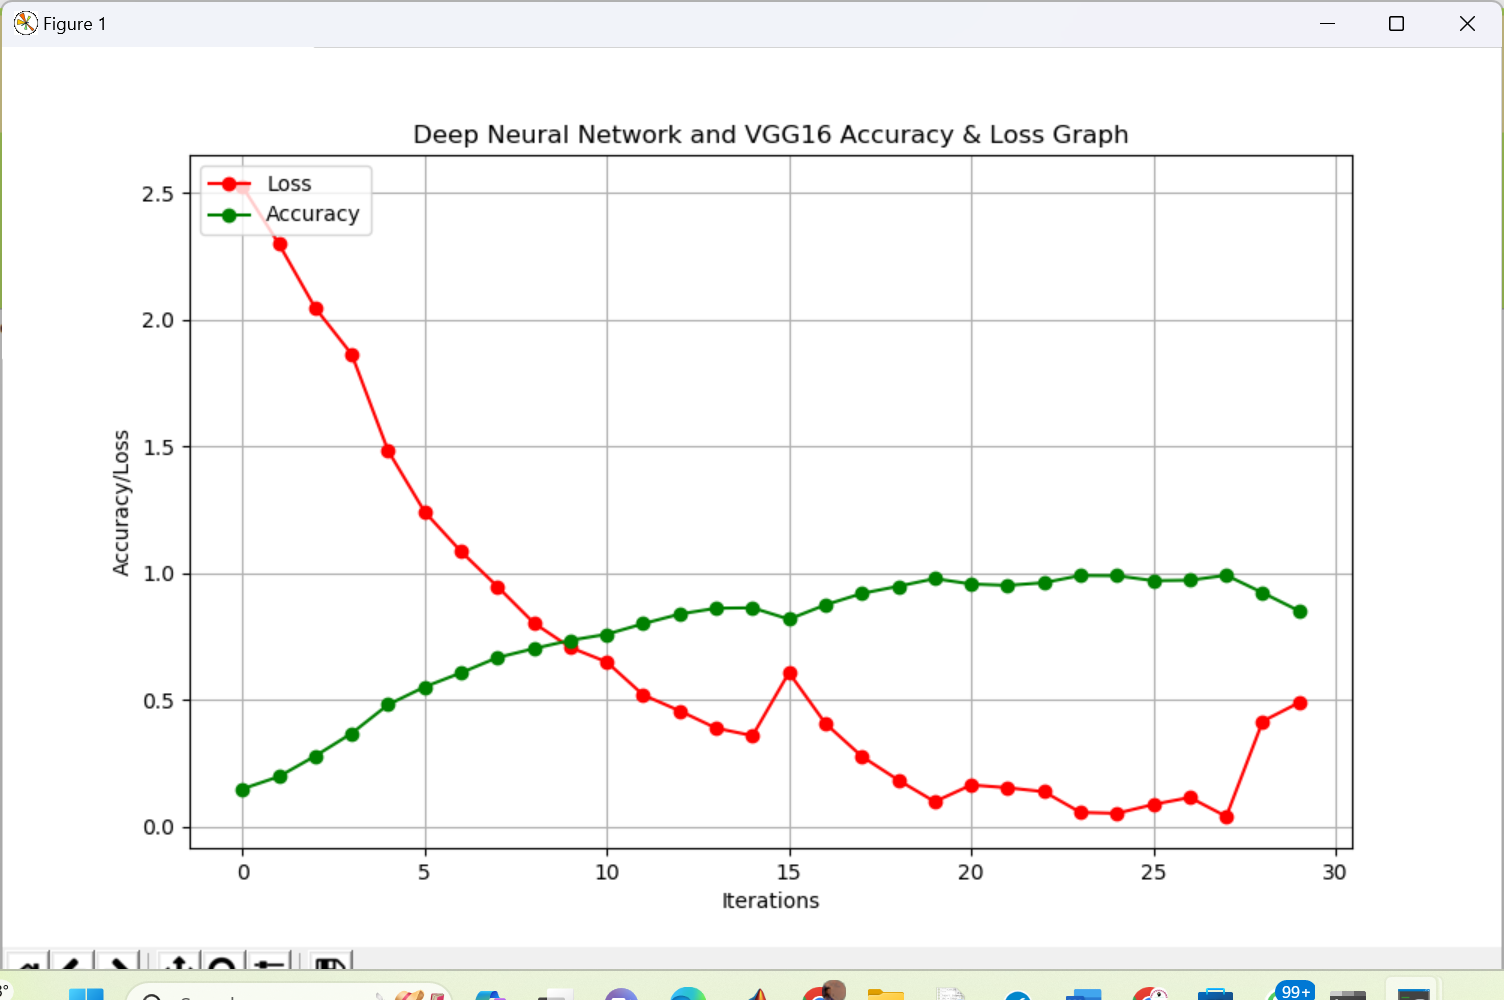 Figure 1
Deep Neural Network and VGG16 Accuracy & Loss Graph
Loss
Accuracy
2.5
2.0
1.5
1.0
0.5
0.0
Accuracy/Loss
0 5 10 15 20 25 30
Iterations
99+